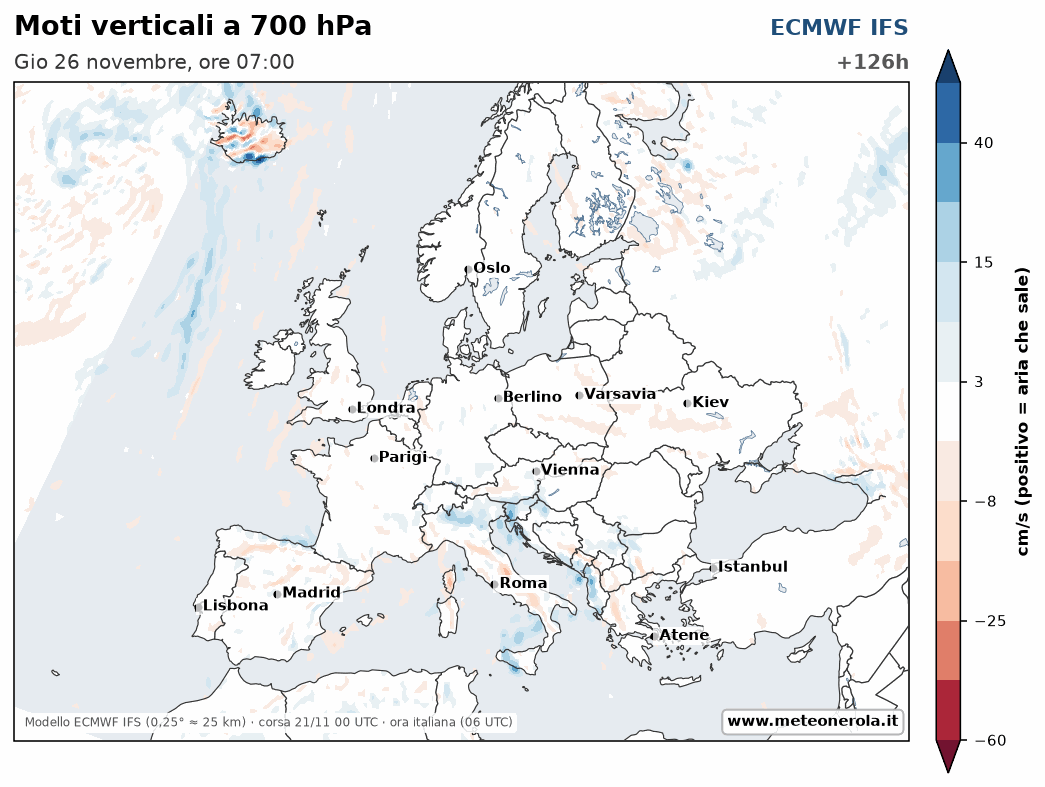 Moti verticali a 700 hPa
ECMWF IFS
Gio 26 novembre, ore 07:00
+126h
40
15
3
−8
−25
−60
cm/s (positivo = aria che sale)
Oslo
Berlino
Varsavia
Kiev
Londra
Parigi
Vienna
Istanbul
Roma
Madrid
Lisbona
Atene
Modello ECMWF IFS (0,25° ≈ 25 km) · corsa 21/11 00 UTC · ora italiana (06 UTC)
www.meteonerola.it